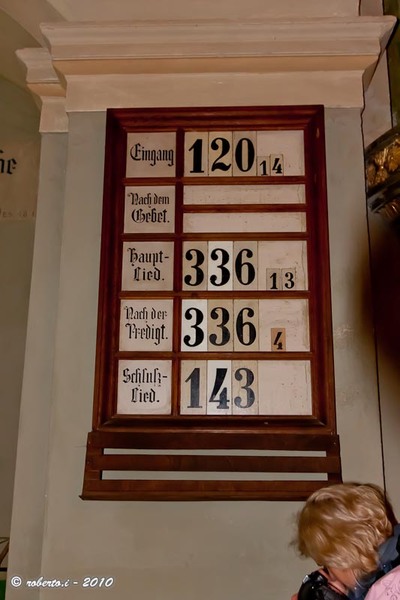 Eingang 120 14
Nach dem
Gebet.
Haupt-
Lied. 336 13
Nach der
Predigt. 336 4
Schluß-
Lied. 143
he
© roberto.i - 2010